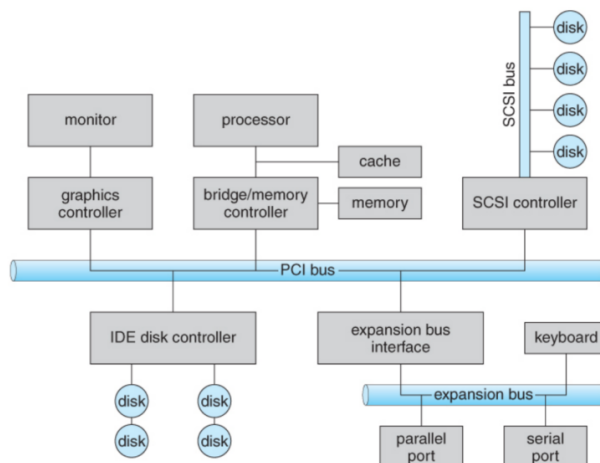 disk
disk
disk
disk
SCSI bus
monitor
processor
cache
graphics
controller
bridge/memory
controller
memory
SCSI controller
PCI bus
IDE disk controller
expansion bus
interface
keyboard
disk
disk
disk
disk
expansion bus
parallel
port
serial
port